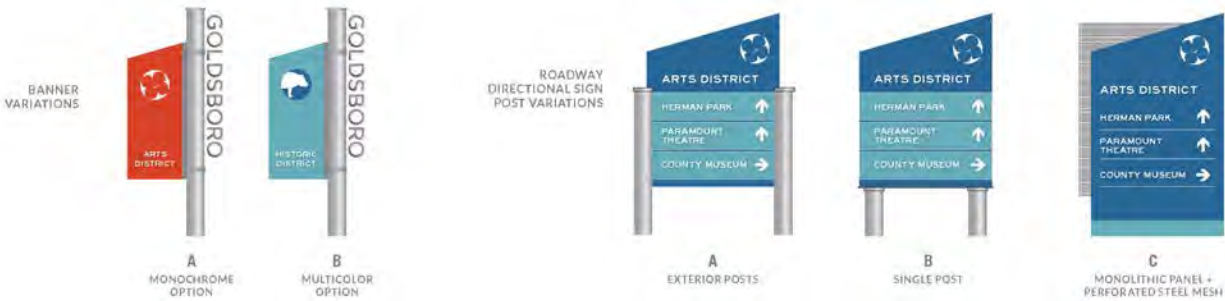 BANNER
VARIATIONS
GOLDSBORO
ARTS
DISTRICT
A
MONOCHROME
OPTION
GOLDSBORO
HISTORIC
DISTRICT
B
MULTICOLOR
OPTION
ROADWAY
DIRECTIONAL SIGN
POST VARIATIONS
ARTS DISTRICT
HERMAN PARK
PARAMOUNT
THEATRE
COUNTY MUSEUM
A
EXTERIOR POSTS
ARTS DISTRICT
HERMAN PARK
PARAMOUNT
THEATRE
COUNTY MUSEUM
B
SINGLE POST
ARTS DISTRICT
HERMAN PARK
PARAMOUNT
THEATRE
COUNTY MUSEUM
C
MONOLITHIC PANEL +
PERFORATED STEEL MESH